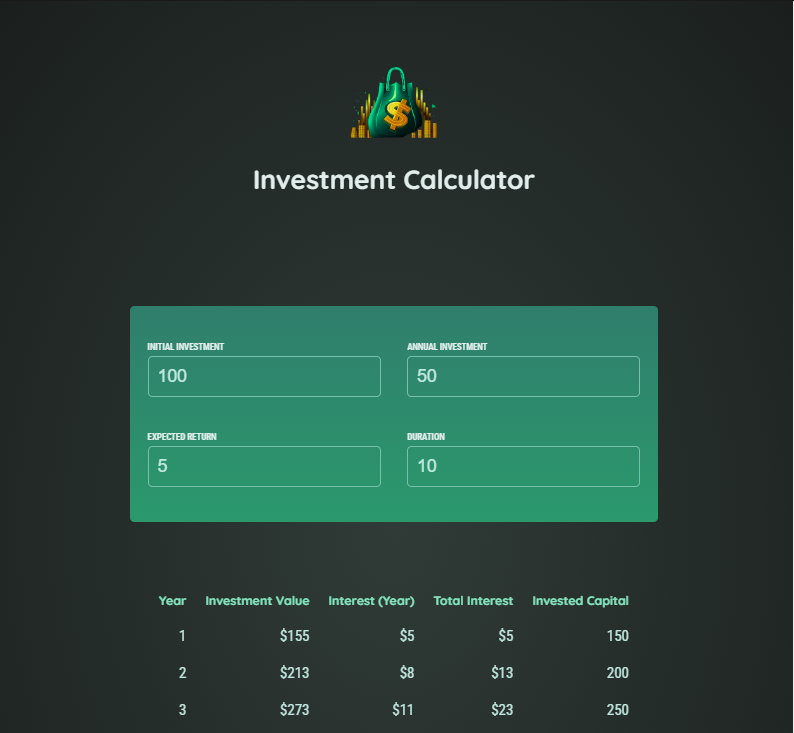 $
Investment Calculator
INITIAL INVESTMENT ANNUAL INVESTMENT
100 50
EXPECTED RETURN DURATION
5 10
Year Investment Value Interest (Year) Total Interest Invested Capital
1 $155 $5 $5 150
2 $213 $8 $13 200
3 $273 $11 $23 250